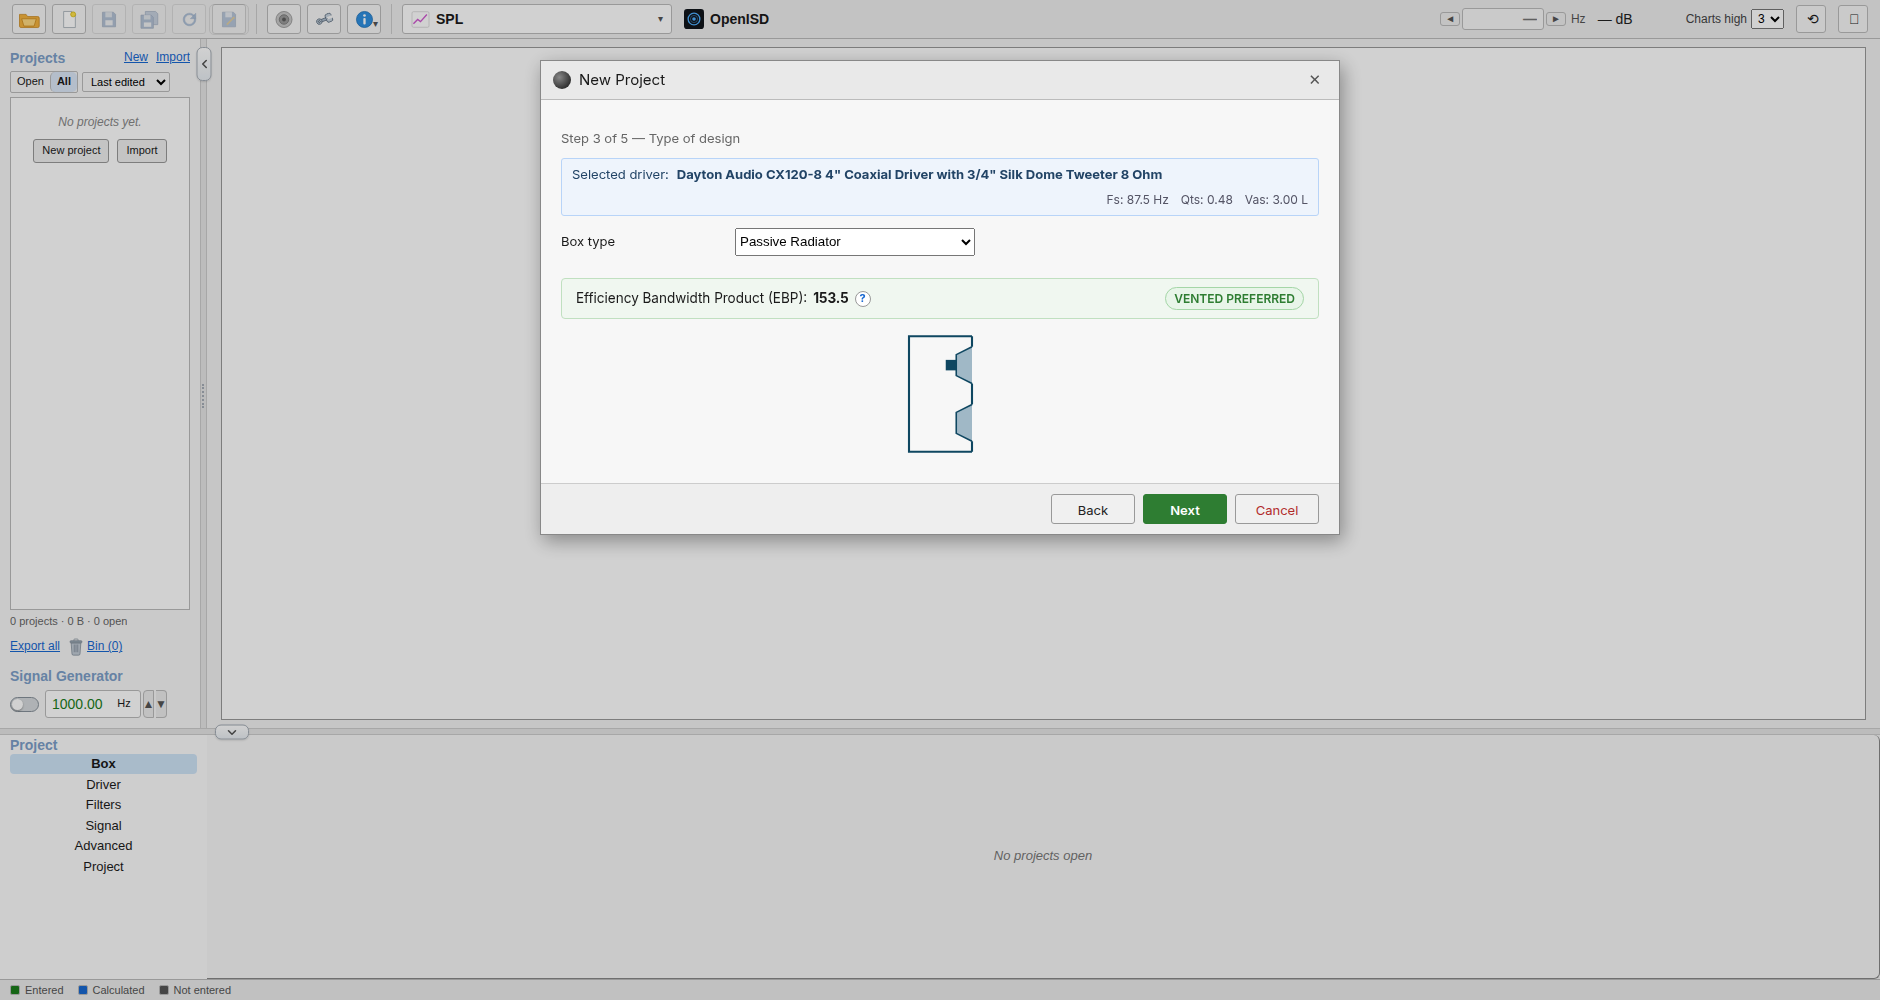 SPL
OpenISD
—
Hz
— dB
Charts high
3
Projects
New
Import
Open
All
Last edited
No projects yet.
New project
Import
0 projects · 0 B · 0 open
Export all
Bin (0)
Signal Generator
1000.00
Hz
New Project
Step 3 of 5 — Type of design
Selected driver: Dayton Audio CX120-8 4" Coaxial Driver with 3/4" Silk Dome Tweeter 8 Ohm
Fs: 87.5 Hz Qts: 0.48 Vas: 3.00 L
Box type
Passive Radiator
Efficiency Bandwidth Product (EBP): 153.5 ?
VENTED PREFERRED
Back
Next
Cancel
Project
Box
Driver
Filters
Signal
Advanced
Project
No projects open
Entered
Calculated
Not entered